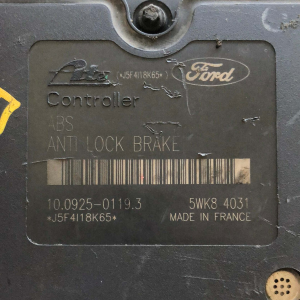 Ate
*J5F4I18K65*
Ford
Controller
ABS
ANTI LOCK BRAKE
10.0925-0119.3
5WK8 4031
*J5F4I18K65*
MADE IN FRANCE